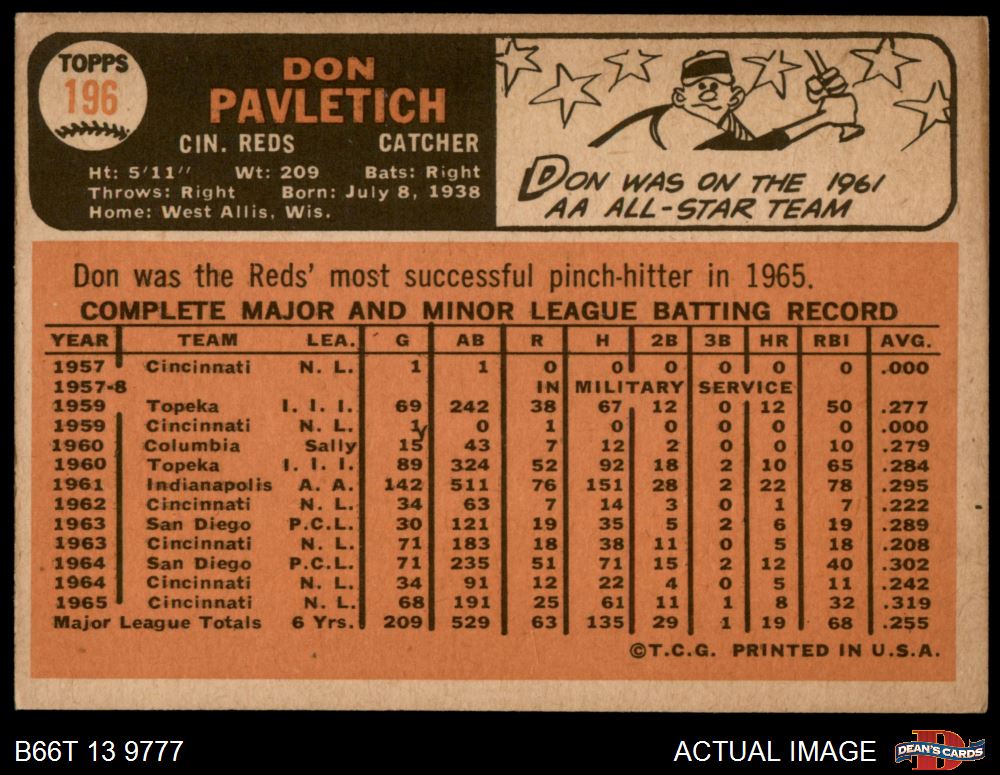 TOPPS
196
DON
PAVLETICH
CIN. REDS CATCHER
Ht: 5'11" Wt: 209 Bats: Right
Throws: Right Born: July 8, 1938
Home: West Allis, Wis.
DON WAS ON THE 1961
AA ALL-STAR TEAM
Don was the Reds' most successful pinch-hitter in 1965.
COMPLETE MAJOR AND MINOR LEAGUE BATTING RECORD
YEAR TEAM LEA. G AB R H 2B 3B HR RBI AVG.
1957 Cincinnati N. L. 1 1 0 0 0 0 0 0 .000
1957-8 IN MILITARY SERVICE
1959 Topeka I. I. I. 69 242 38 67 12 0 12 50 .277
1959 Cincinnati N. L. 1 0 1 0 0 0 0 0 .000
1960 Columbia Sally 15 43 7 12 2 0 0 10 .279
1960 Topeka I. I. I. 89 324 52 92 18 2 10 65 .284
1961 Indianapolis A. A. 142 511 76 151 28 2 22 78 .295
1962 Cincinnati N. L. 34 63 7 14 3 0 1 7 .222
1963 San Diego P.C.L. 30 121 19 35 5 2 6 19 .289
1963 Cincinnati N. L. 71 183 18 38 11 0 5 18 .208
1964 San Diego P.C.L. 71 235 51 71 15 2 12 40 .302
1964 Cincinnati N. L. 34 91 12 22 4 0 5 11 .242
1965 Cincinnati N. L. 68 191 25 61 11 1 8 32 .319
Major League Totals 6 Yrs. 209 529 63 135 29 1 19 68 .255
©T.C.G. PRINTED IN U.S.A.
B66T 13 9777 ACTUAL IMAGE DEAN'S CARDS